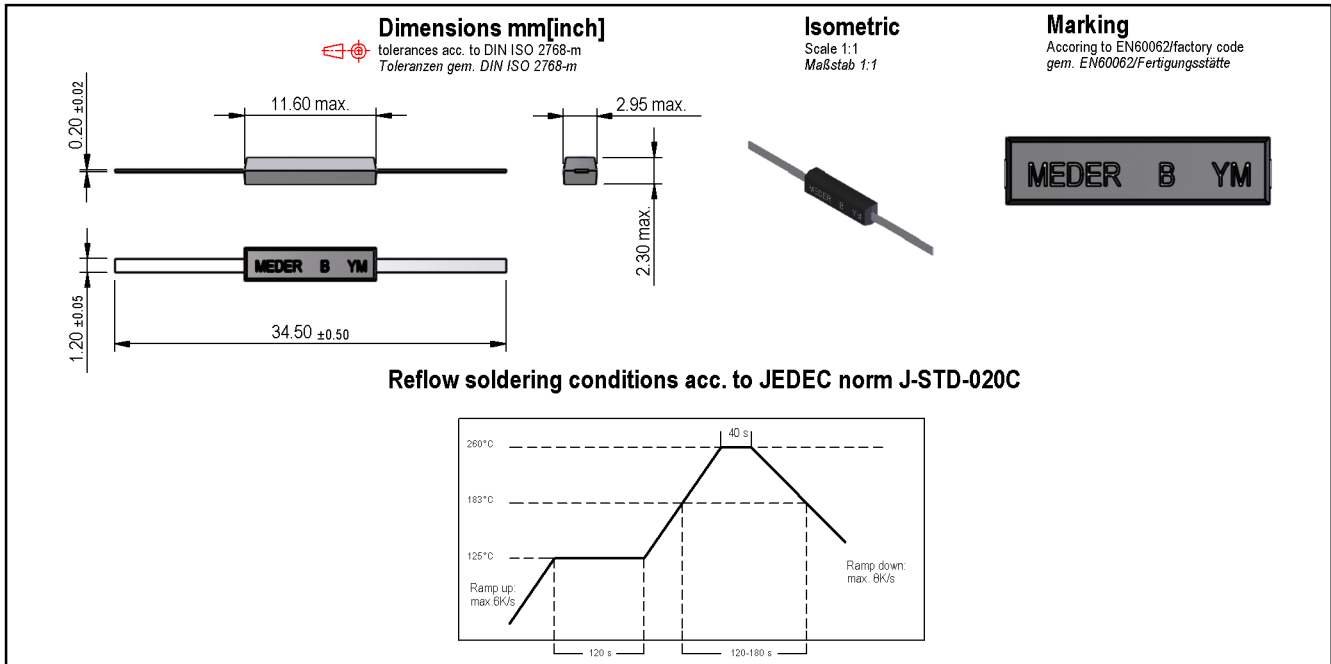 Dimensions mm[inch]
tolerances acc. to DIN ISO 2768-m
Toleranzen gem. DIN ISO 2768-m
Isometric
Scale 1:1
Maßstab 1:1
Marking
Accoring to EN60062/factory code
gem. EN60062/Fertigungsstätte
0.20 ±0.02
11.60 max.
2.95 max.
2.30 max.
MEDER B YM
MEDER B YM
MEDER B YM
1.20 ±0.05
34.50 ±0.50
Reflow soldering conditions acc. to JEDEC norm J-STD-020C
40 s
260°C
183°C
125°C
Ramp up:
max.6K/s
Ramp down:
max. 8K/s
120 s
120-180 s